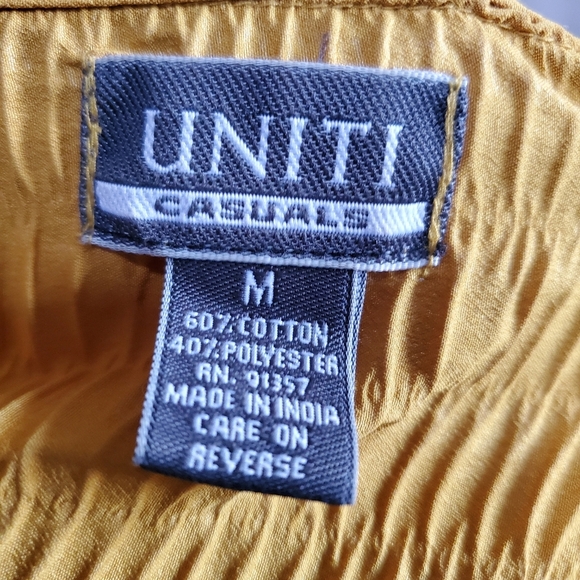 UNITI
CASUALS
M
60% COTTON
40% POLYESTER
RN. 91357
MADE IN INDIA
CARE ON
REVERSE